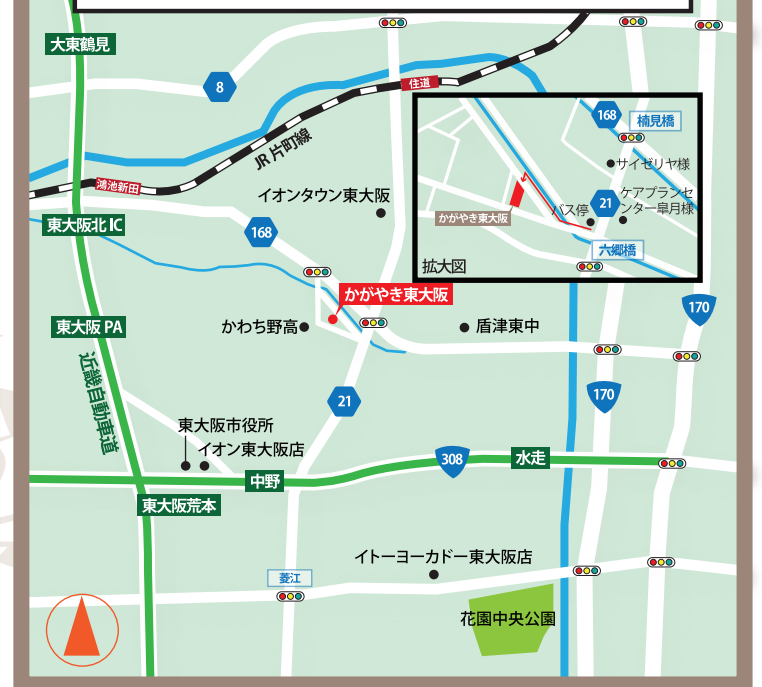 大東鶴見
8
住道
JR 片町線
鴻池新田
イオンタウン東大阪
東大阪北 IC
168
168
楠見橋
サイゼリヤ様
21
ケアプランセ
ンター皐月様
バス停
かがやき東大阪
六郷橋
拡大図
かがやき東大阪
170
東大阪 PA
かわち野高
盾津東中
近畿自動車道
21
170
東大阪市役所
イオン東大阪店
308
水走
中野
東大阪荒本
イトーヨーカドー東大阪店
菱江
花園中央公園